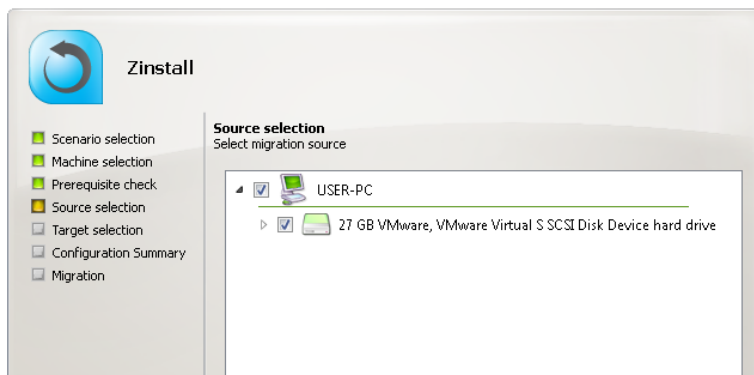 Zinstall
Scenario selection
Machine selection
Prerequisite check
Source selection
Target selection
Configuration Summary
Migration
Source selection
Select migration source
USER-PC
27 GB VMware, VMware Virtual S SCSI Disk Device hard drive